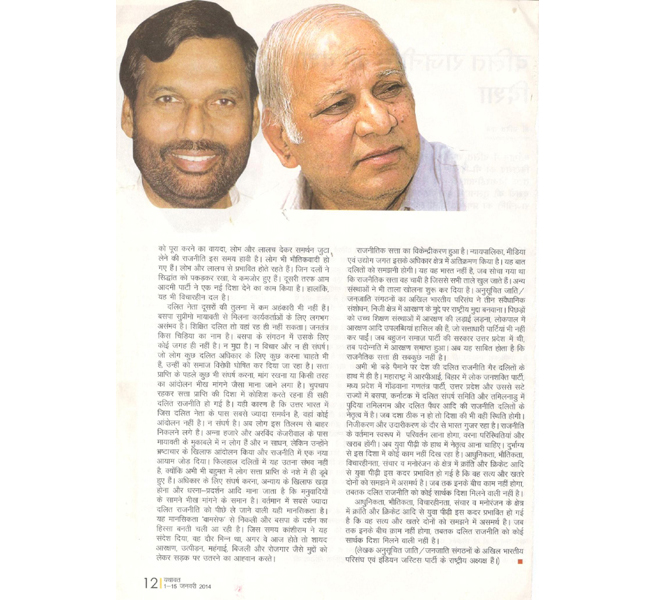 को पूरा करने का वायदा, लोभ और लालच देकर समर्थन जुटा
लेने की राजनीति इस समय हावी है। लोग भी भौतिकवादी हो
गए हैं। लोभ और लालच से प्रभावित होते रहते हैं। जिन दलों ने
सिद्धांत को पकड़कर रखा, वे कमजोर हुए हैं। दूसरी तरफ आम
आदमी पार्टी ने एक नई दिशा देने का काम किया है। हालांकि,
यह भी विचारहीन दल है।
दलित नेता दूसरों की तुलना में कम अहंकारी भी नहीं हैं।
बसपा सुप्रीमो मायावती से मिलना कार्यकर्ताओं के लिए लगभग
असंभव है। शिक्षित दलित तो वहां रह ही नहीं सकता। जनतंत्र
किस चिड़िया का नाम है। बसपा के संगठन में उसके लिए
कोई जगह ही नहीं है। न मुद्दा है। न विचार और न ही संघर्ष।
जो लोग कुछ दलित अधिकार के लिए कुछ करना चाहते भी
हैं, उन्हीं को समाज विरोधी घोषित कर दिया जा रहा है। सत्ता
प्राप्ति के पहले कुछ भी संघर्ष करना, मांग रखना या किसी तरह
का आंदोलन भीख मांगने जैसा माना जाने लगा है। चुपचाप
रहकर सत्ता प्राप्ति की दिशा में कोशिश करते रहना ही सही
दलित राजनीति हो गई है। यही कारण है कि उत्तर भारत में
जिस दलित नेता के पास सबसे ज्यादा समर्थन है, वहां कोई
आंदोलन नहीं है। न संघर्ष है। अब लोग इस तिलस्म से बाहर
निकलने लगे हैं। अन्ना हजारे और अरविंद केजरीवाल के पास
मायावती के मुकाबले में न लोग हैं और न साधन, लेकिन उन्होंने
भ्रष्टाचार के खिलाफ आंदोलन किया और राजनीति में एक नया
आयाम जोड़ दिया। फिलहाल दलितों में यह उतना संभव नहीं
है, क्योंकि अभी भी बहुमत में लोग सत्ता प्राप्ति के नशे में ही डूबे
हुए हैं। अधिकार के लिए संघर्ष करना, अन्याय के खिलाफ खड़ा
होना और धरना-प्रदर्शन आदि माना जाता है कि मनुवादियों
के सामने भीख मांगने के समान है। वर्तमान में सबसे ज्यादा
दलित राजनीति को पीछे ले जाने वाली यही मानसिकता है।
यह मानसिकता 'बामसेफ' से निकली और बसपा के दर्शन का
हिस्सा बनती चली आ रही है। जिस समय कांशीराम ने यह
संदेश दिया, वह दौर भिन्न था, अगर वे आज होते तो शायद
आरक्षण, उत्पीड़न, महंगाई, बिजली और रोजगार जैसे मुद्दों को
लेकर सड़क पर उतरने का आह्वान करते।
राजनीतिक सत्ता का विकेन्द्रीकरण हुआ है। न्यायपालिका, मीडिया
एवं उद्योग जगत इसके अधिकार क्षेत्र में अतिक्रमण किया है। यह बात
दलितों को समझनी होगी। यह वह भारत नहीं है, जब सोचा गया था
कि राजनैतिक सत्ता वह चाबी है जिससे सभी ताले खुल जाते हैं। अन्य
संस्थाओं ने भी ताला खोलना शुरू कर दिया है। अनुसूचित जाति/
जनजाति संगठनों का अखिल भारतीय परिसंघ ने तीन संवैधानिक
संशोधन, निजी क्षेत्र में आरक्षण के मुद्दे पर राष्ट्रीय मुद्दा बनवाना। पिछड़ों
को उच्च शिक्षण संस्थाओं में आरक्षण की लड़ाई लड़ना, लोकपाल में
आरक्षण आदि उपलब्धियां हासिल की हैं, जो सत्ताधारी पार्टियां भी नहीं
कर पाईं। जब बहुजन समाज पार्टी की सरकार उत्तर प्रदेश में थी,
तब पदोन्नति में आरक्षण समाप्त हुआ। अब यह साबित होता है कि
राजनैतिक सत्ता ही सबकुछ नहीं है।
अभी भी बड़े पैमाने पर देश की दलित राजनीति गैर दलितों के
हाथ में ही है। महाराष्ट्र में आरपीआई, बिहार में लोक जनशक्ति पार्टी,
मध्य प्रदेश में गोंडवाना गणतंत्र पार्टी, उत्तर प्रदेश और उससे सटे
राज्यों में बसपा, कर्नाटक में दलित संघर्ष समिति और तमिलनाडु में
पुदिया तमिलगम और दलित पैंथर आदि की राजनीति दलितों के
नेतृत्व में है। जब दशा ठीक न हो तो दिशा की भी वही स्थिति होगी।
निजीकरण और उदारीकरण के दौर से भारत गुजर रहा है। राजनीति
के वर्तमान स्वरूप में परिवर्तन लाना होगा, वरना परिस्थितियां और
खराब होंगी। अब युवा पीढ़ी के हाथ में नेतृत्व आना चाहिए। दुर्भाग्य
से इस दिशा में कोई काम नहीं दिख रहा है। आधुनिकता, भौतिकता,
विचारहीनता, संचार व मनोरंजन के क्षेत्र में क्रांति और क्रिकेट आदि
से युवा पीढ़ी इस कदर प्रभावित हो गई है कि वह सत्य और खतरे
दोनों को समझने में असमर्थ है। जब तक इनके बीच काम नहीं होगा,
तबतक दलित राजनीति को कोई सार्थक दिशा मिलने वाली नहीं है।
आधुनिकता, भौतिकता, विचारहीनता, संचार व मनोरंजन के क्षेत्र
में क्रांति और क्रिकेट आदि से युवा पीढ़ी इस कदर प्रभावित हो गई
है कि वह सत्य और खतरे दोनों को समझने में असमर्थ है। जब
तक इनके बीच काम नहीं होगा, तबतक दलित राजनीति को कोई
सार्थक दिशा मिलने वाली नहीं है।
(लेखक अनुसूचित जाति/जनजाति संगठनों के अखिल भारतीय
परिसंघ एवं इंडियन जस्टिस पार्टी के राष्ट्रीय अध्यक्ष हैं।)
12
1-15 जनवरी 2014